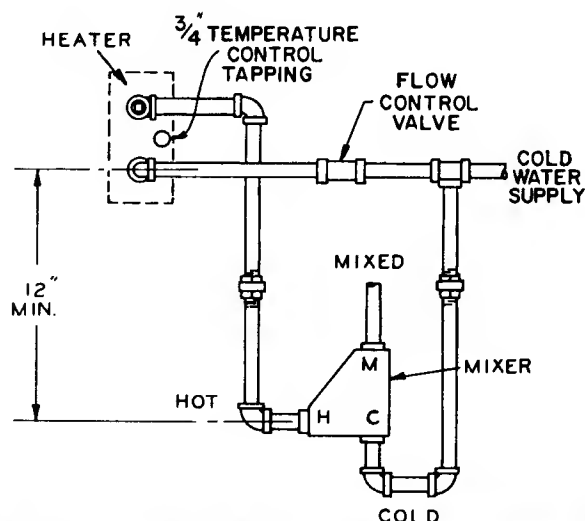 HEATER
3/4" TEMPERATURE
CONTROL
TAPPING
FLOW
CONTROL
VALVE
COLD
WATER
SUPPLY
12"
MIN.
MIXED
M
MIXER
HOT
H
C
COLD